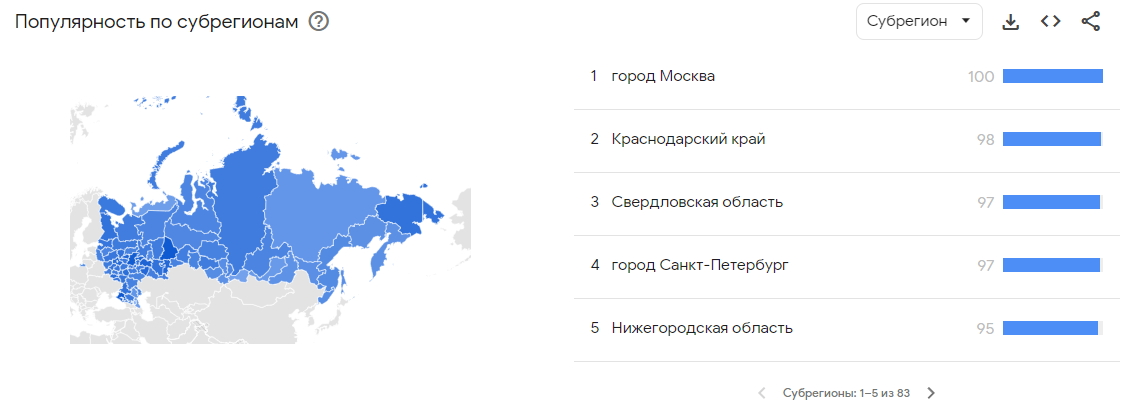 Популярность по субрегионам
Субрегион
1 город Москва 100
2 Краснодарский край 98
3 Свердловская область 97
4 город Санкт-Петербург 97
5 Нижегородская область 95
Субрегионы: 1–5 из 83